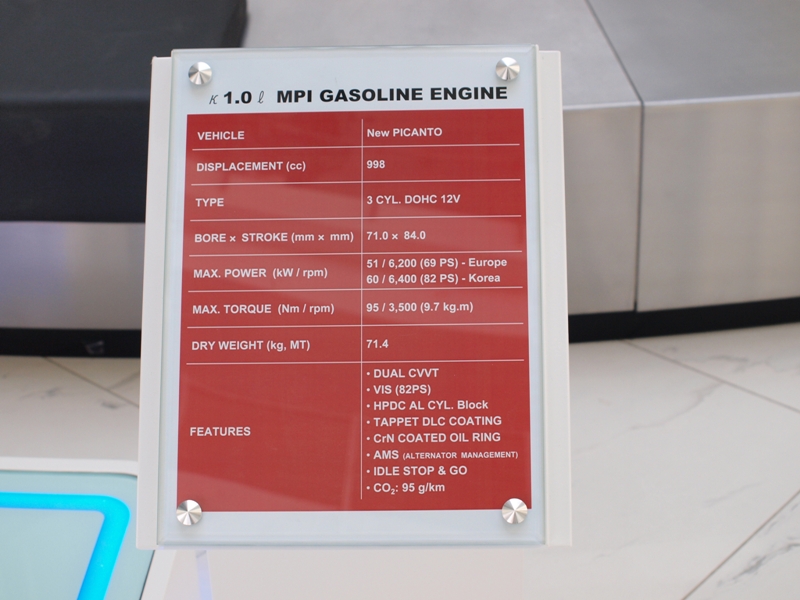 κ 1.0 ℓ MPI GASOLINE ENGINE
VEHICLE New PICANTO
DISPLACEMENT (cc) 998
TYPE 3 CYL. DOHC 12V
BORE × STROKE (mm × mm) 71.0 × 84.0
MAX. POWER (kW / rpm) 51 / 6,200 (69 PS) - Europe
60 / 6,400 (82 PS) - Korea
MAX. TORQUE (Nm / rpm) 95 / 3,500 (9.7 kg.m)
DRY WEIGHT (kg, MT) 71.4
FEATURES
• DUAL CVVT
• VIS (82PS)
• HPDC AL CYL. Block
• TAPPET DLC COATING
• CrN COATED OIL RING
• AMS (ALTERNATOR MANAGEMENT)
• IDLE STOP & GO
• CO₂: 95 g/km